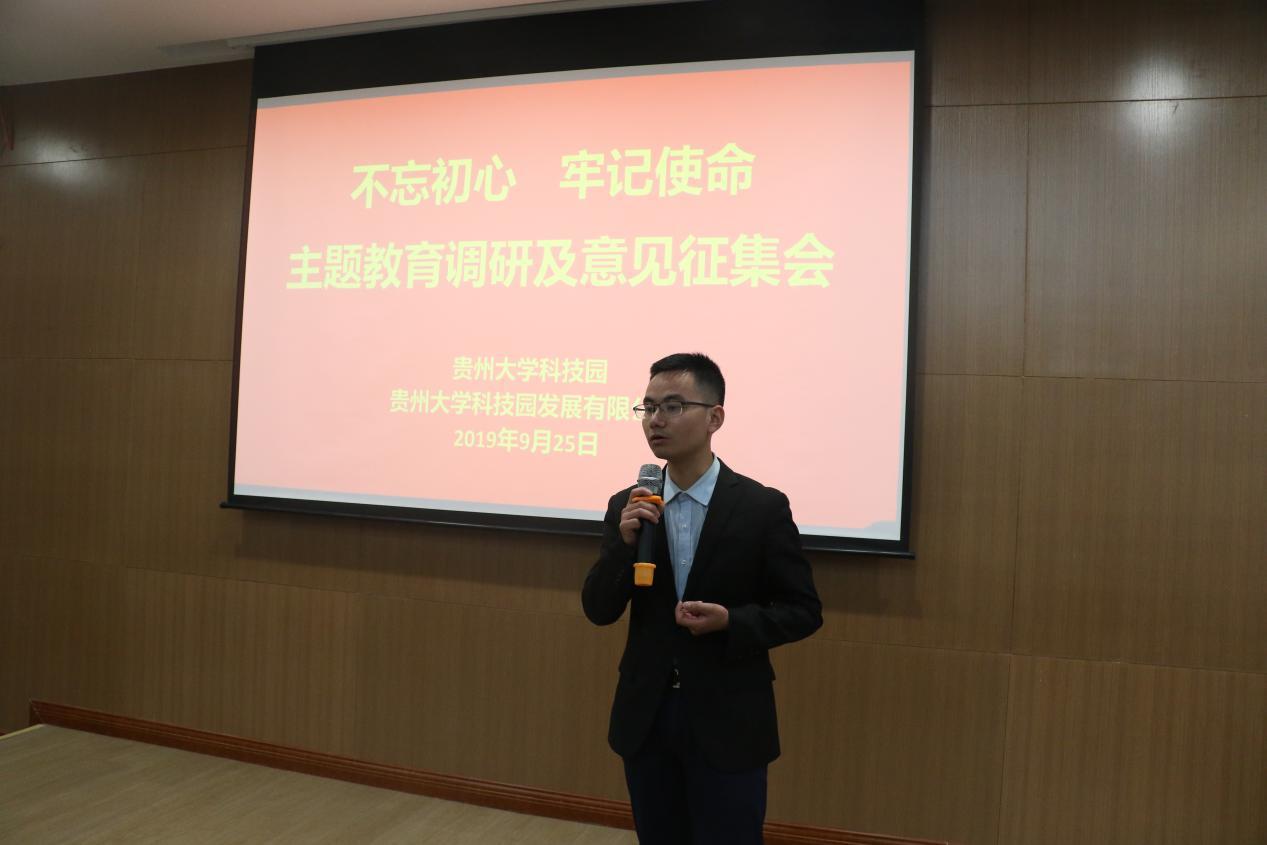 不忘初心 牢记使命
主题教育调研及意见征集会
贵州大学科技园
贵州大学科技园发展有限
2019年9月25日